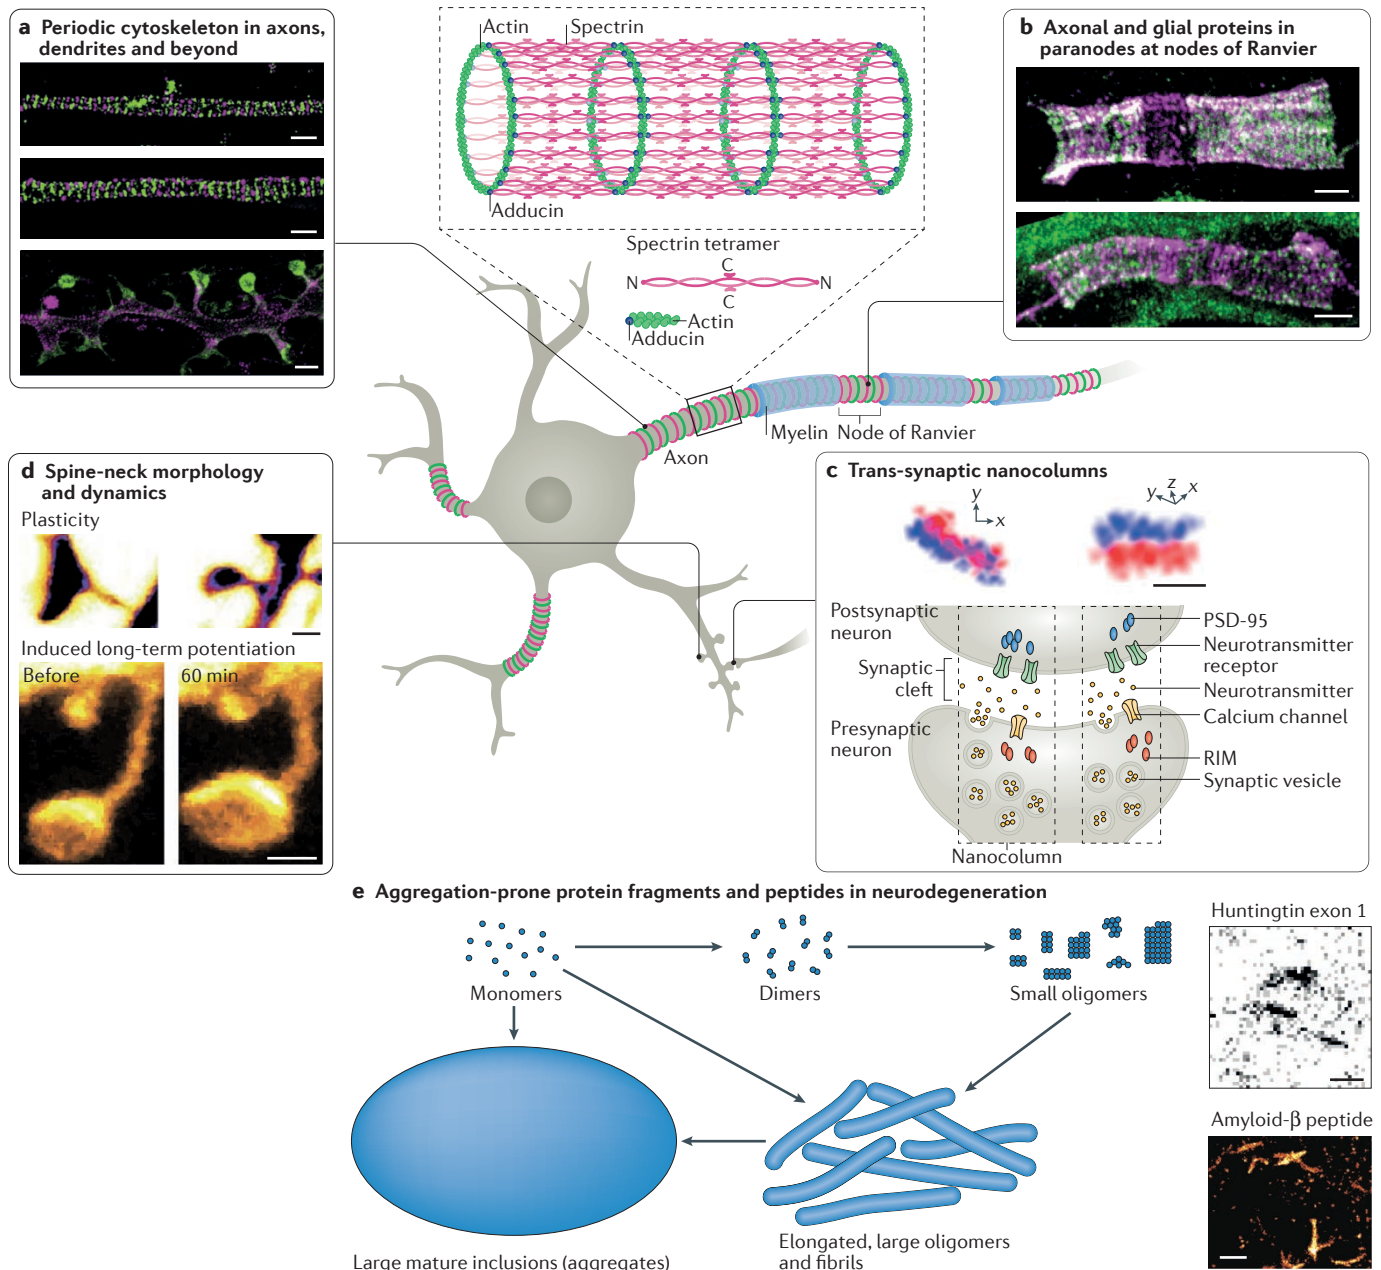 a Periodic cytoskeleton in axons,
dendrites and beyond
Actin
Spectrin
Adducin
Spectrin tetramer
C
N
N
C
Actin
Adducin
b Axonal and glial proteins in
paranodes at nodes of Ranvier
Myelin
Node of Ranvier
Axon
d Spine-neck morphology
and dynamics
Plasticity
Induced long-term potentiation
Before
60 min
c Trans-synaptic nanocolumns
y
x
y
z
x
Postsynaptic
neuron
Synaptic
cleft
Presynaptic
neuron
PSD-95
Neurotransmitter
receptor
Neurotransmitter
Calcium channel
RIM
Synaptic vesicle
Nanocolumn
e Aggregation-prone protein fragments and peptides in neurodegeneration
Monomers
Dimers
Small oligomers
Large mature inclusions (aggregates)
Elongated, large oligomers
and fibrils
Huntingtin exon 1
Amyloid-β peptide